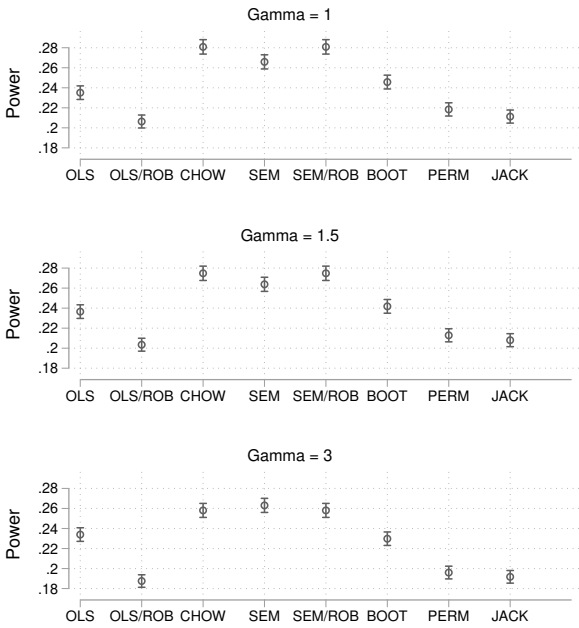 Gamma = 1
Power
.28
.26
.24
.22
.2
.18
OLS OLS/ROB CHOW SEM SEM/ROB BOOT PERM JACK
Gamma = 1.5
Power
.28
.26
.24
.22
.2
.18
OLS OLS/ROB CHOW SEM SEM/ROB BOOT PERM JACK
Gamma = 3
Power
.28
.26
.24
.22
.2
.18
OLS OLS/ROB CHOW SEM SEM/ROB BOOT PERM JACK